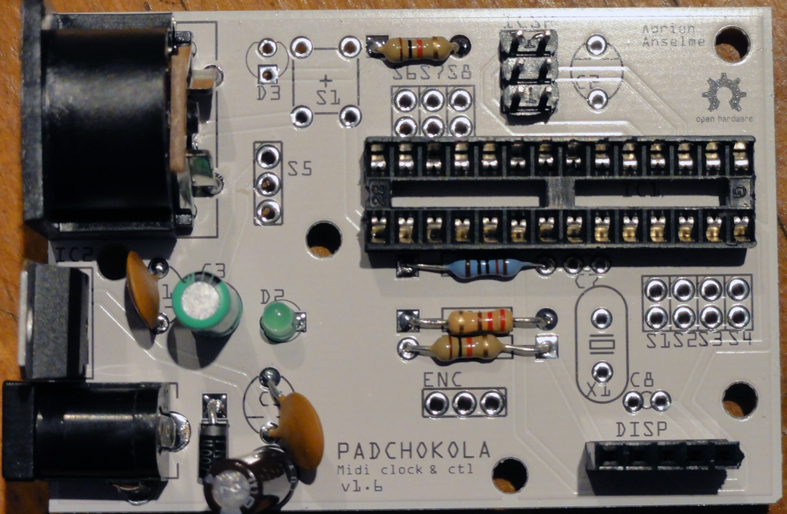 ICSP
Adrien
Anselme
D3
+
S1
S6S7S8
C2
open hardware
S5
IC1
IC2
C3
D2
C7
S1S2S3S4
ENC
X1
C8
DISP
PADCHOKOLA
Midi clock & ctl
v1.6